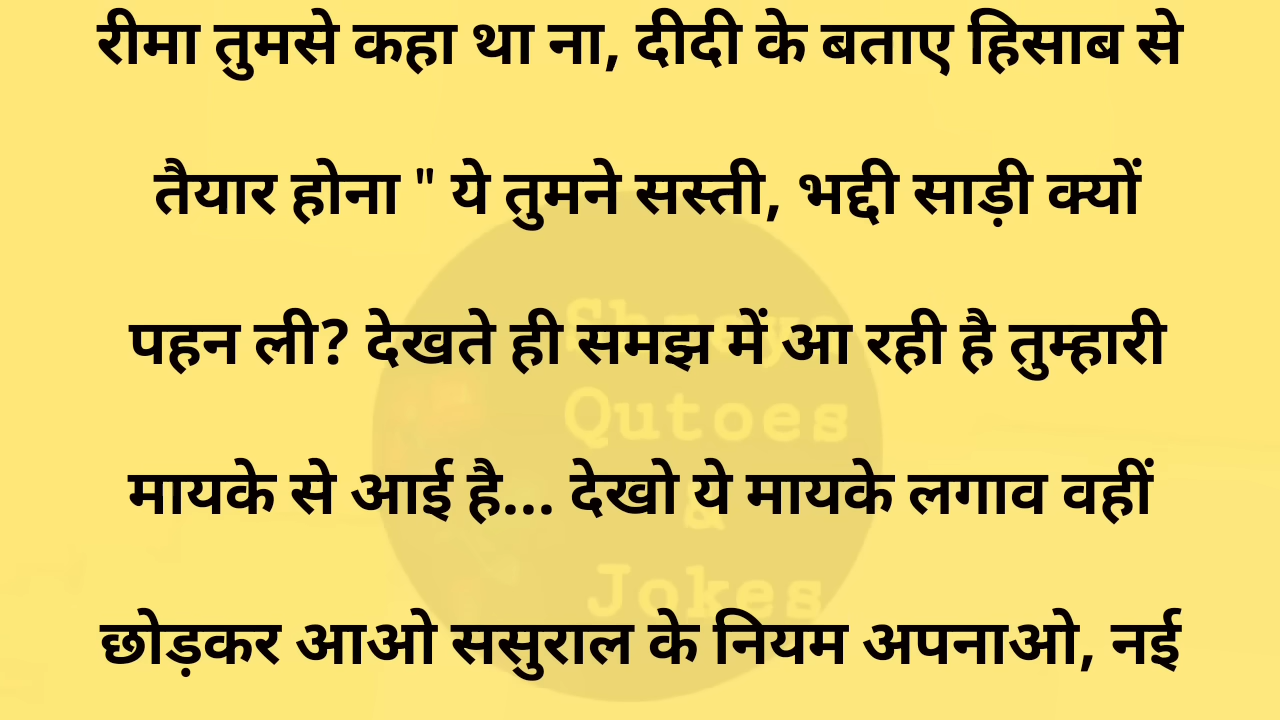 रीमा तुमसे कहा था ना, दीदी के बताए हिसाब से
तैयार होना " ये तुमने सस्ती, भद्दी साड़ी क्यों
पहन ली? देखते ही समझ में आ रही है तुम्हारी
मायके से आई है... देखो ये मायके लगाव वहीं
छोड़कर आओ ससुराल के नियम अपनाओ, नई
Qutoes
&
Jokes